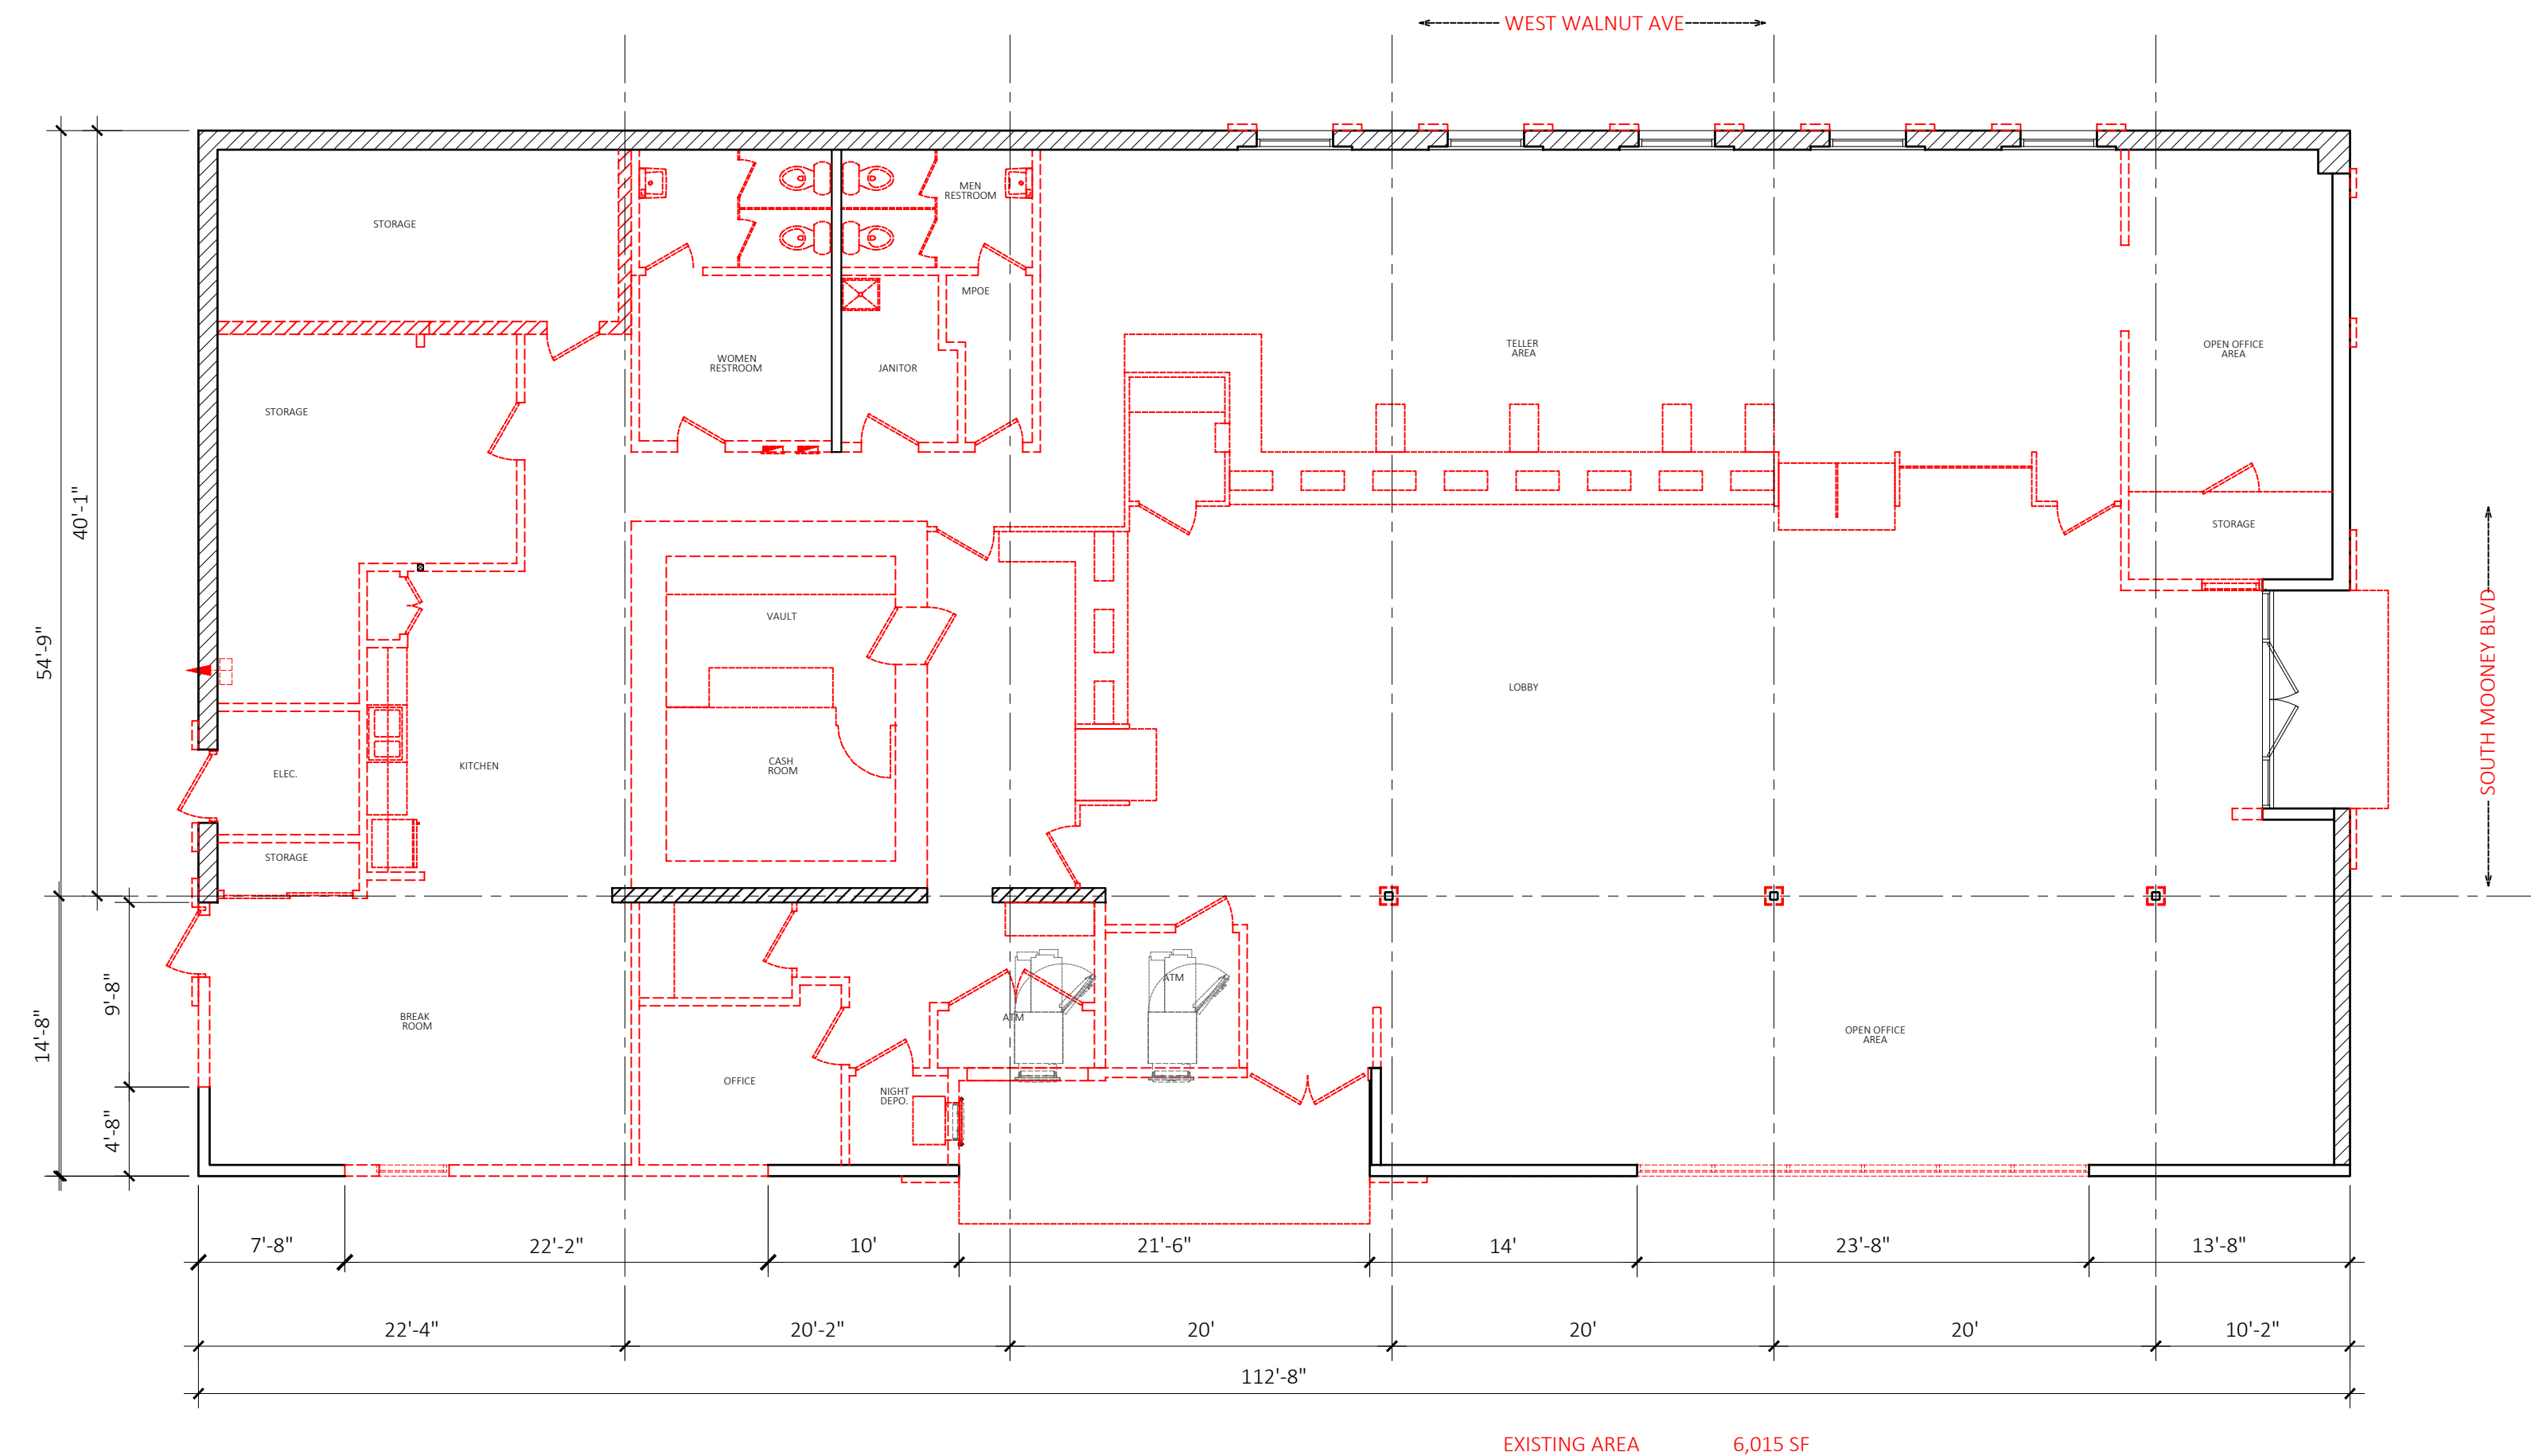 WEST WALNUT AVE
MEN
RESTROOM
STORAGE
MPOE
TELLER
AREA
OPEN OFFICE
AREA
WOMEN
RESTROOM
JANITOR
STORAGE
40'-1"
STORAGE
54'-9"
VAULT
SOUTH MOONEY BLVD
LOBBY
CASH
ROOM
KITCHEN
ELEC.
STORAGE
ATM
9'-8"
ATM
BREAK
ROOM
14'-8"
OPEN OFFICE
AREA
OFFICE
NIGHT
DEPO.
4'-8"
7'-8"
22'-2"
10'
21'-6"
14'
23'-8"
13'-8"
22'-4"
20'-2"
20'
20'
20'
10'-2"
112'-8"
EXISTING AREA 6,015 SF